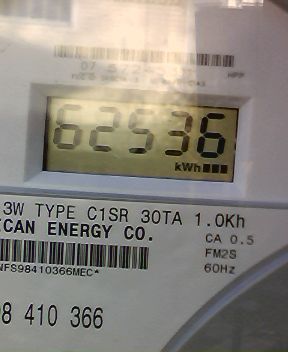 62536
kWh
3W TYPE C1SR 30TA 1.0Kh
CAN ENERGY CO.
CA 0.5
FM2S
60Hz
NFS98410366MEC*
98 410 366